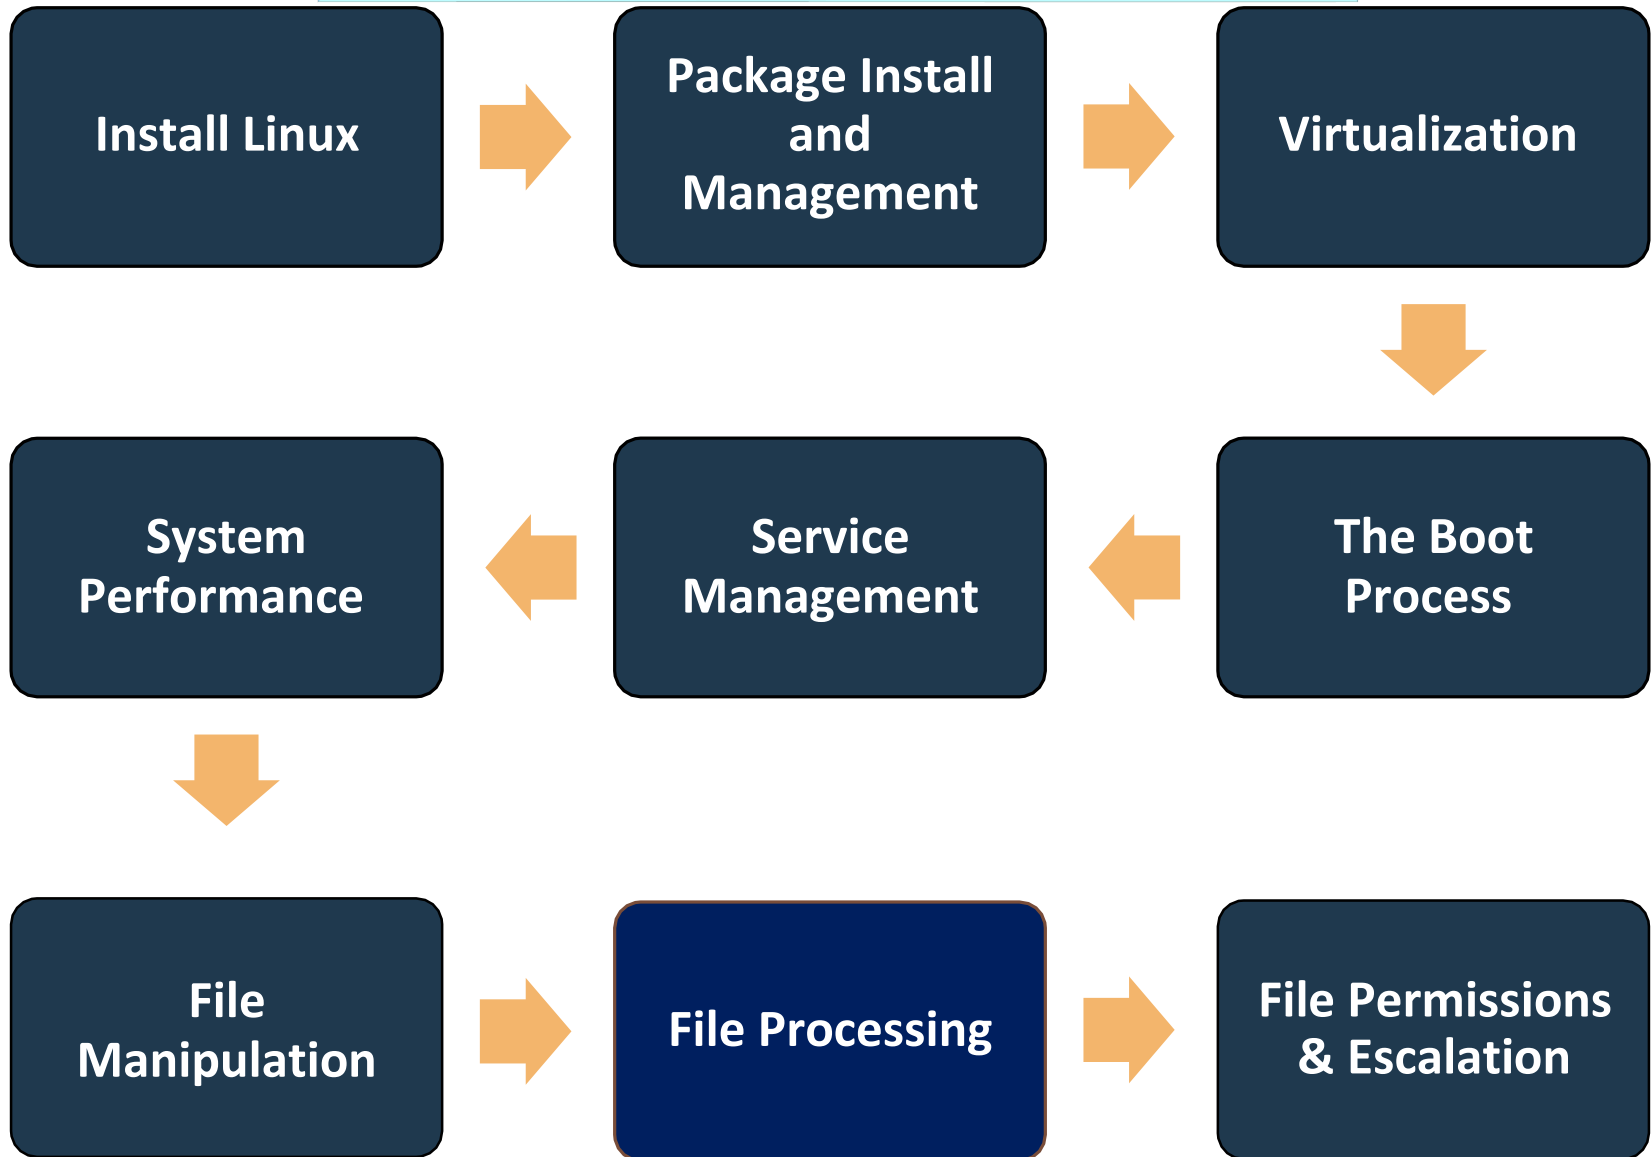 Install Linux
Package Install
and
Management
Virtualization
The Boot
Process
Service
Management
System
Performance
File
Manipulation
File Processing
File Permissions
& Escalation